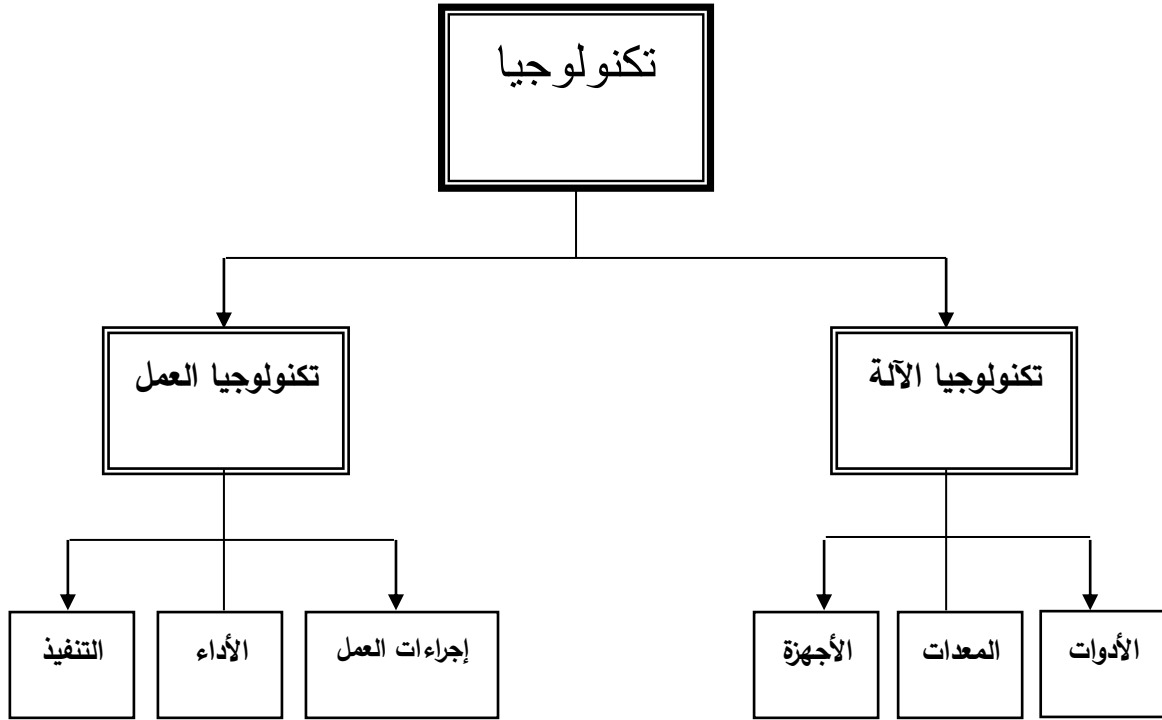 تكنولوجيا
تكنولوجيا الآلة
تكنولوجيا العمل
الأدوات
المعدات
الأجهزة
إجراءات العمل
الأداء
التنفيذ